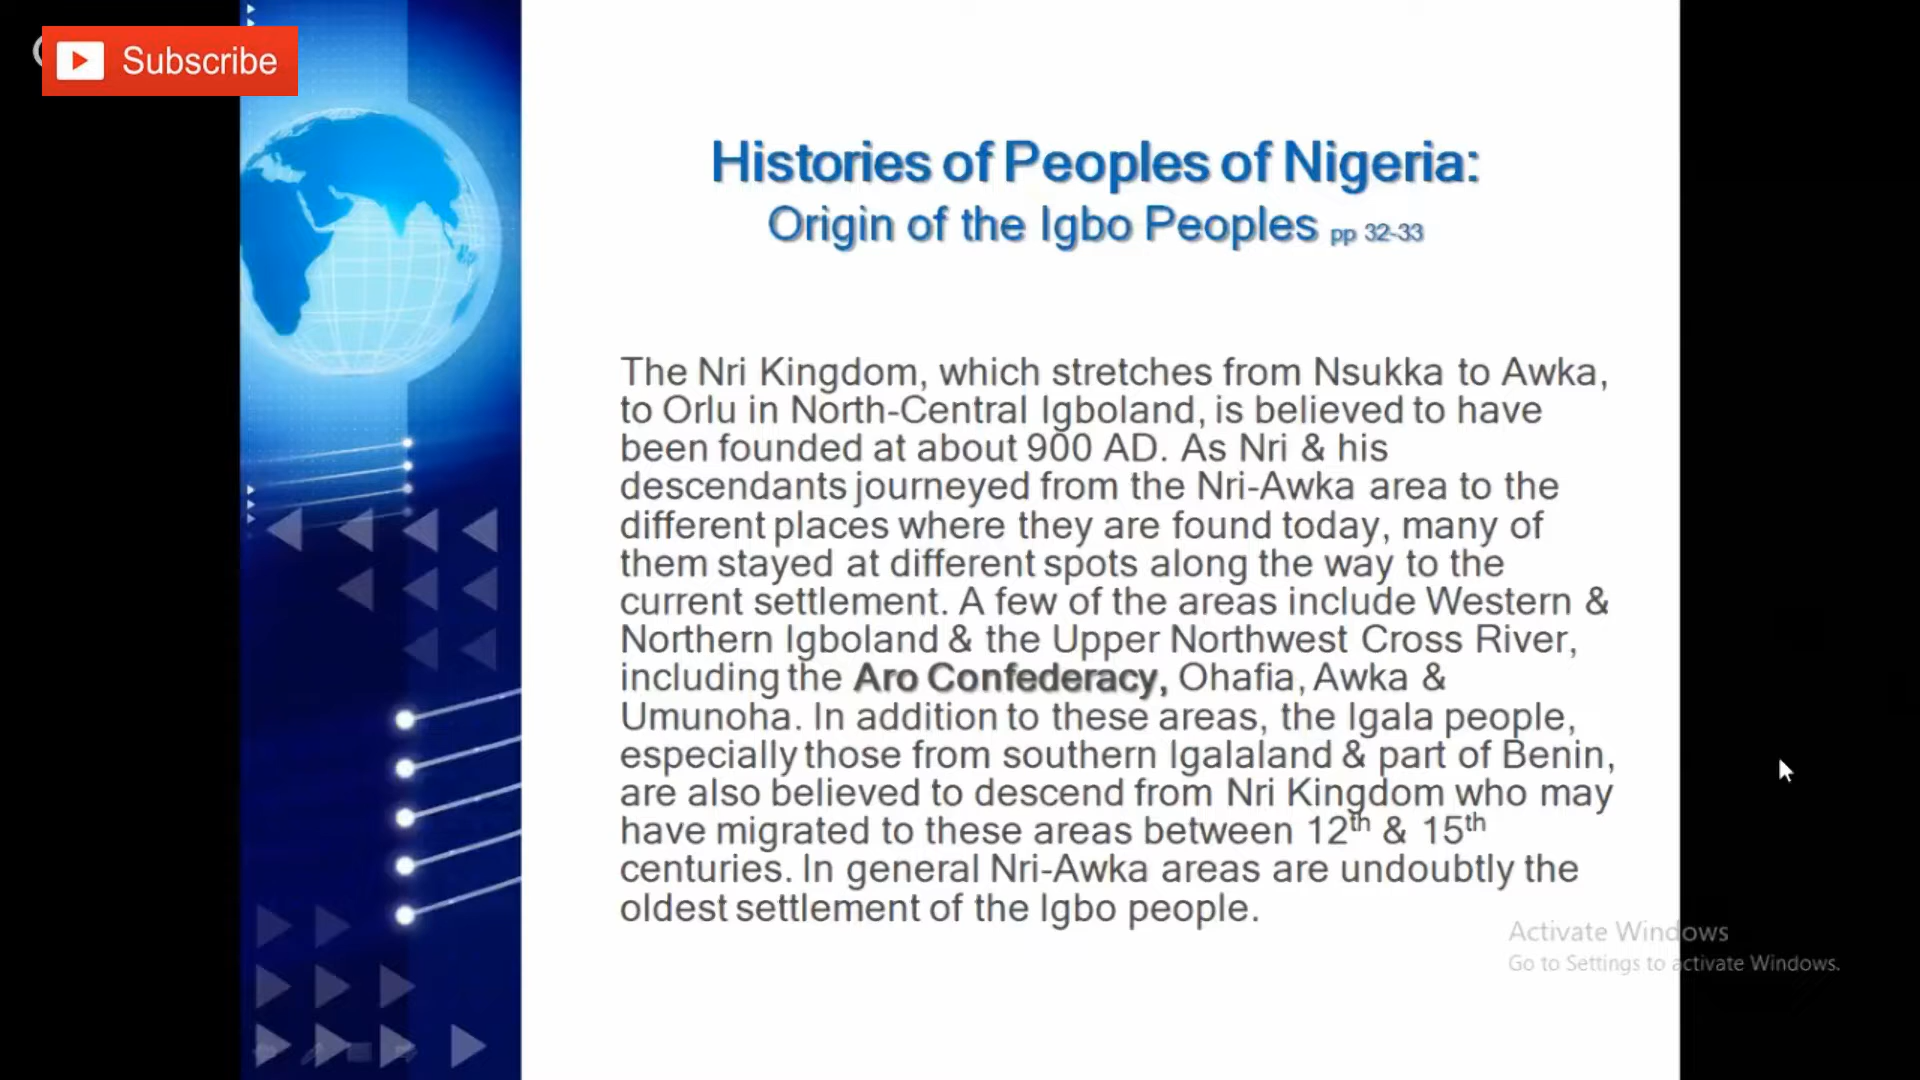 Subscribe
Histories of Peoples of Nigeria:
Origin of the Igbo Peoples pp 32-33
The Nri Kingdom, which stretches from Nsukka to Awka,
to Orlu in North-Central Igboland, is believed to have
been founded at about 900 AD. As Nri & his
descendants journeyed from the Nri-Awka area to the
different places where they are found today, many of
them stayed at different spots along the way to the
current settlement. A few of the areas include Western &
Northern Igboland & the Upper Northwest Cross River,
including the Aro Confederacy, Ohafia, Awka &
Umunoha. In addition to these areas, the Igala people,
especially those from southern Igalaland & part of Benin,
are also believed to descend from Nri Kingdom who may
have migrated to these areas between 12th & 15th
centuries. In general Nri-Awka areas are undoubtly the
oldest settlement of the Igbo people.
Activate Windows
Go to Settings to activate Windows.